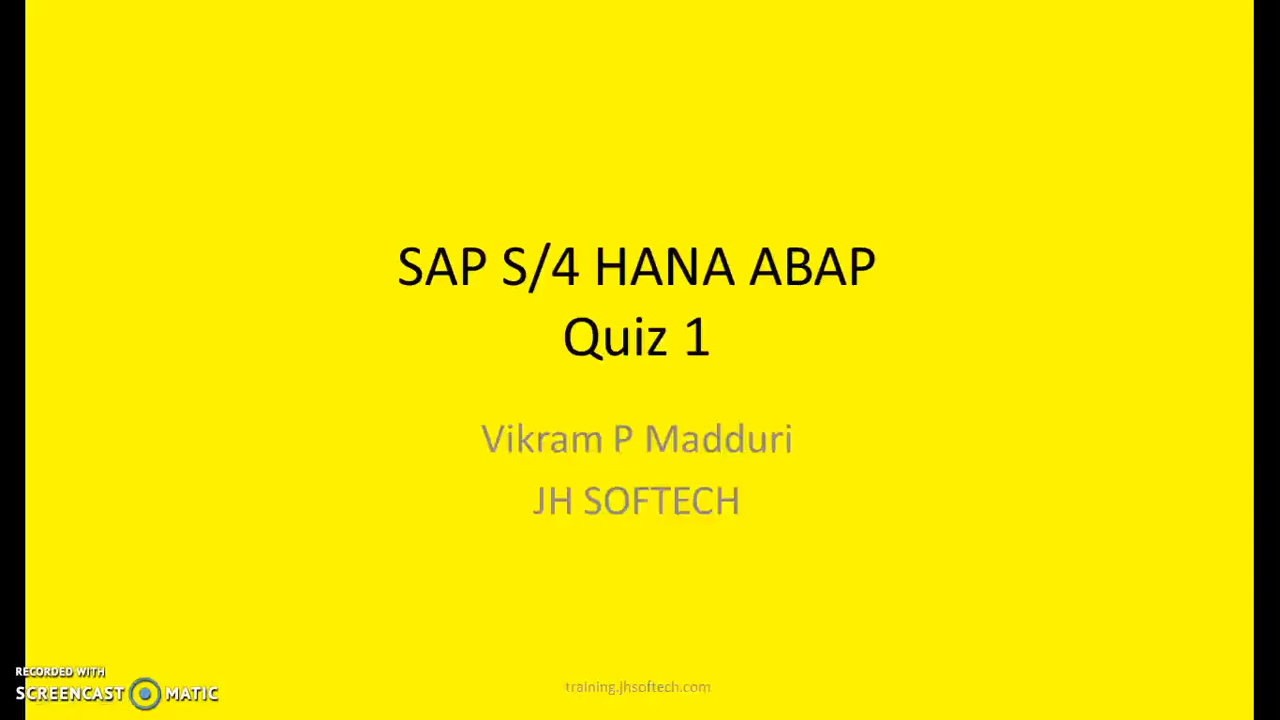 SAP S/4 HANA ABAP
Quiz 1
Vikram P Madduri
JH SOFTECH
RECORDED WITH
SCREENCAST MATIC
training.jhsoftech.com